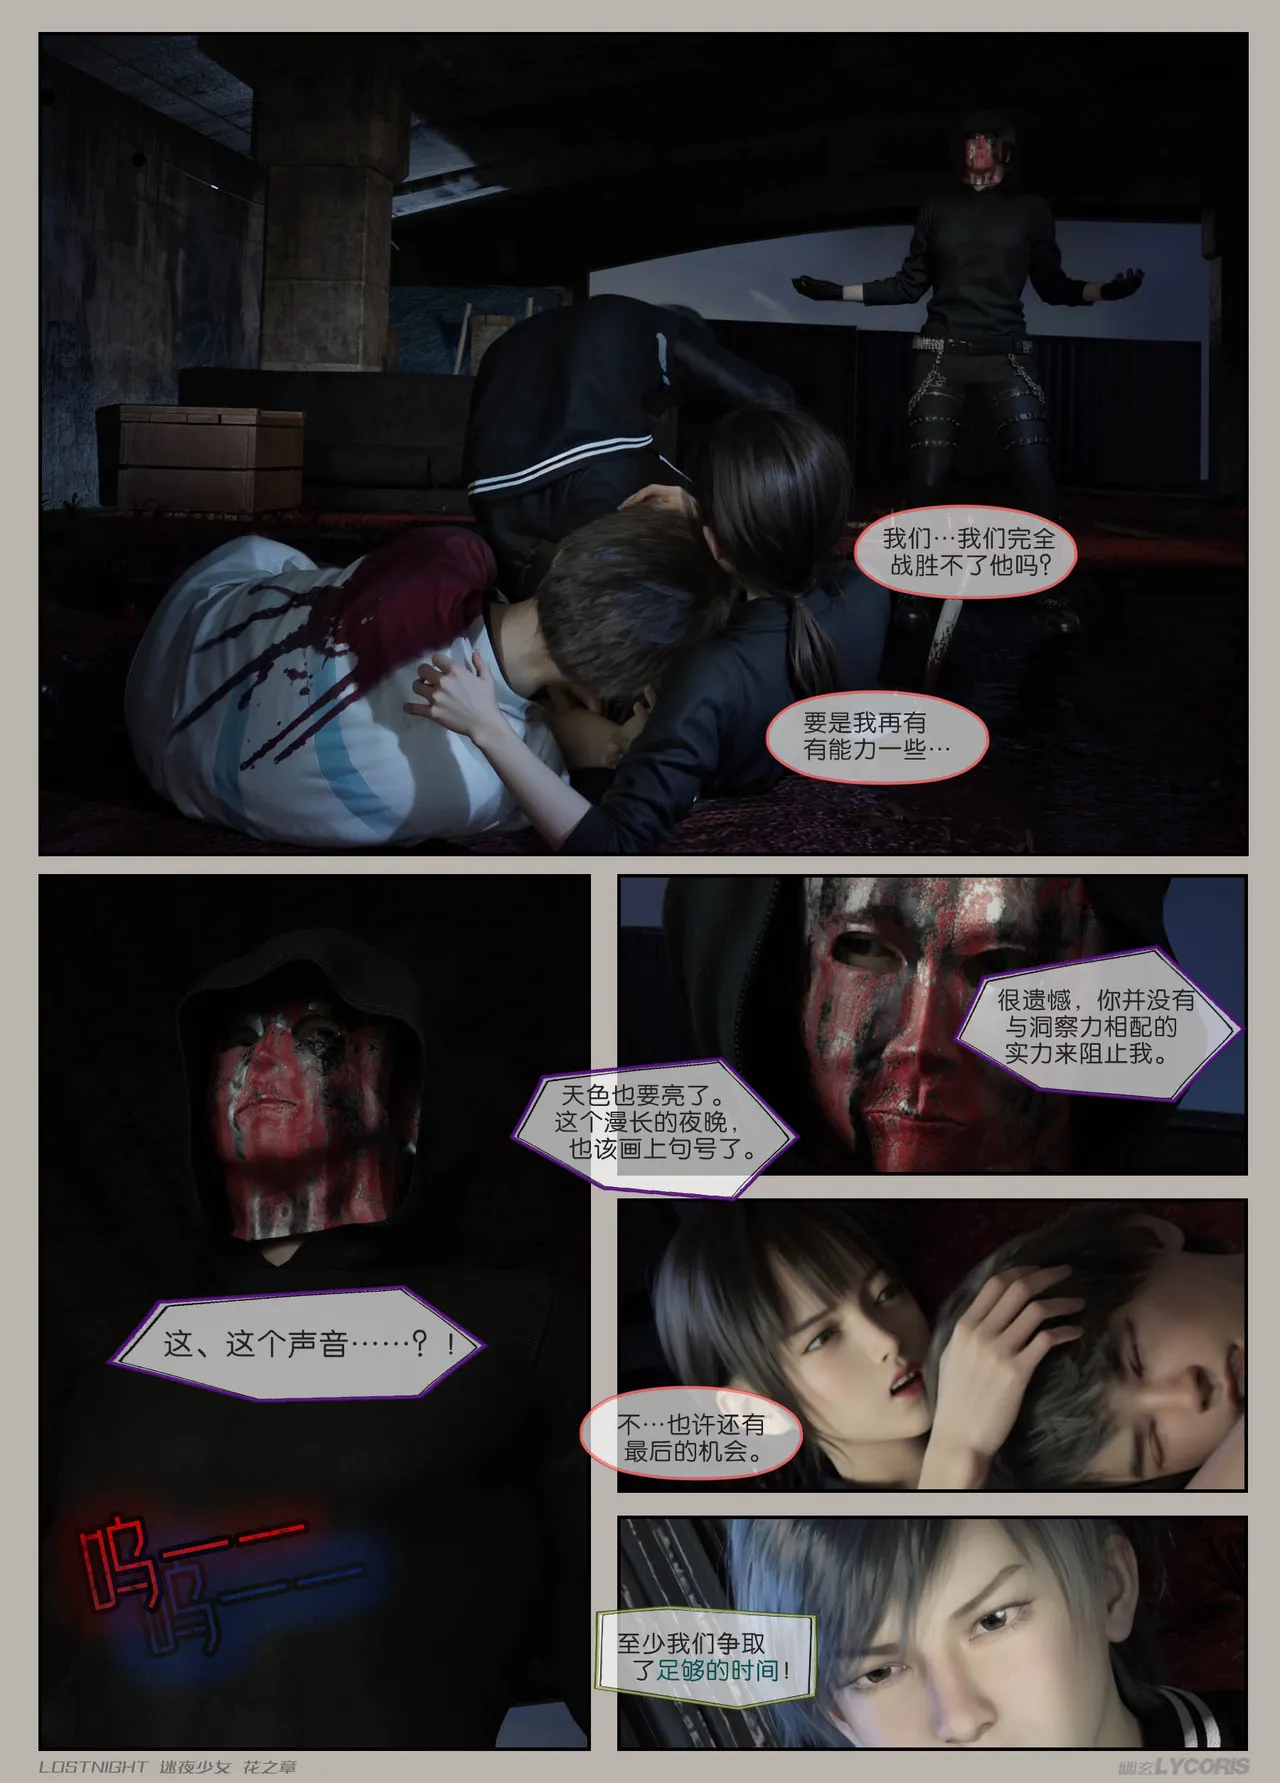 我们…我们完全
战胜不了他吗?
要是我再有
有能力一些…
很遗憾，你并没有
与洞察力相配的
实力来阻止我。
天色也要亮了。
这个漫长的夜晚，
也该画上句号了。
不…也许还有
最后的机会。
至少我们争取
了足够的时间!
这、这个声音……？！
呜一一
呜一一
LOSTNIGHT 迷夜少女 花之章
幽玄LYCORIS